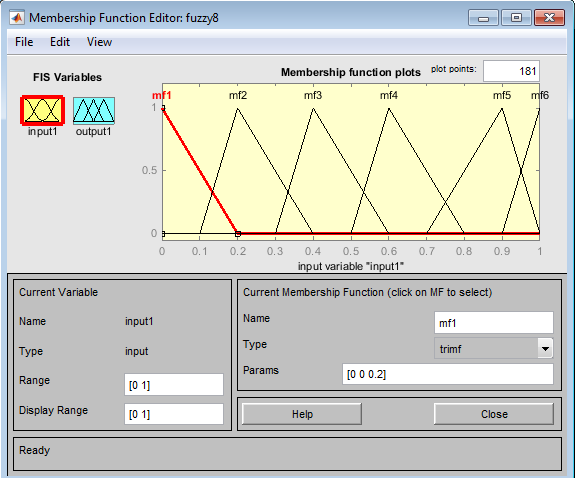 Membership Function Editor: fuzzy8
File Edit View
FIS Variables
input1 output1
Membership function plots plot points: 181
mf1 mf2 mf3 mf4 mf5 mf6
1
0.5
0
0 0.1 0.2 0.3 0.4 0.5 0.6 0.7 0.8 0.9 1
input variable "input1"
Current Variable
Name input1
Type input
Range [0 1]
Display Range [0 1]
Current Membership Function (click on MF to select)
Name mf1
Type trimf
Params [0 0 0.2]
Help Close
Ready